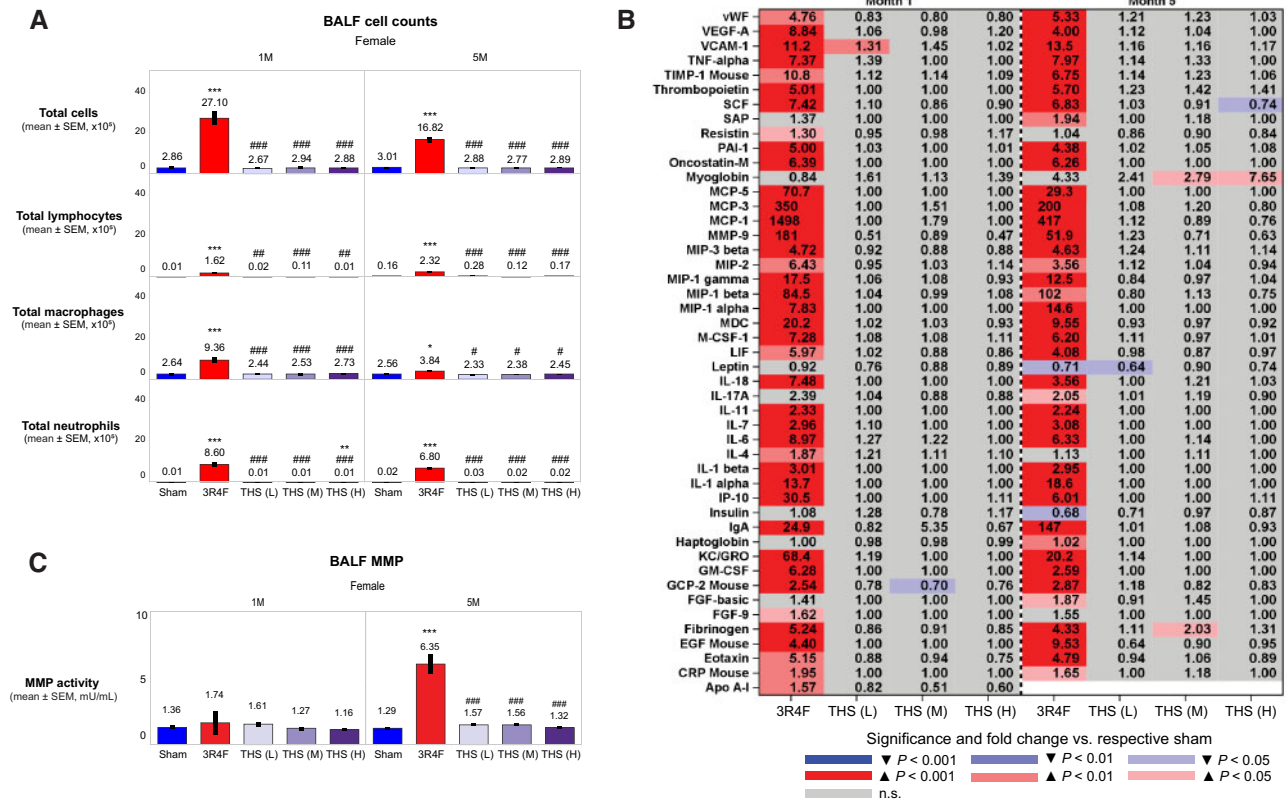 A
BALF cell counts
Female
1M 5M
Total cells
(mean ± SEM, x10⁶)
40
20
0
***
27.10
2.86
###
2.67
###
2.94
###
2.88
3.01
***
16.82
###
2.88
###
2.77
###
2.89
Total lymphocytes
(mean ± SEM, x10⁶)
40
20
0
0.01
***
1.62
##
0.02
###
0.11
##
0.01
0.16
***
2.32
###
0.28
###
0.12
###
0.17
Total macrophages
(mean ± SEM, x10⁶)
40
20
0
2.64
***
9.36
###
2.44
###
2.53
###
2.73
2.56
*
3.84
#
2.33
#
2.38
#
2.45
Total neutrophils
(mean ± SEM, x10⁶)
40
20
0
0.01
***
8.60
###
0.01
###
0.01
**
###
0.01
0.02
***
6.80
###
0.03
###
0.02
###
0.02
Sham 3R4F THS (L) THS (M) THS (H) Sham 3R4F THS (L) THS (M) THS (H)
C
BALF MMP
Female
1M 5M
MMP activity
(mean ± SEM, mU/mL)
10
5
0
1.36
1.74
1.61
1.27
1.16
1.29
***
6.35
###
1.57
###
1.56
###
1.32
Sham 3R4F THS (L) THS (M) THS (H) Sham 3R4F THS (L) THS (M) THS (H)
B
Month 1 Month 5
vWF 4.76 0.83 0.80 0.80 5.33 1.21 1.23 1.03
VEGF-A 8.84 1.06 0.98 1.20 4.00 1.12 1.04 1.00
VCAM-1 11.2 1.31 1.45 1.02 13.5 1.16 1.16 1.17
TNF-alpha 7.37 1.39 1.00 1.00 7.97 1.14 1.33 1.00
TIMP-1 Mouse 10.8 1.12 1.14 1.09 6.75 1.14 1.23 1.06
Thrombopoietin 5.01 1.00 1.00 1.00 5.70 1.23 1.42 1.41
SCF 7.42 1.10 0.86 0.90 6.83 1.03 0.91 0.74
SAP 1.37 1.00 1.00 1.00 1.94 1.00 1.18 1.00
Resistin 1.30 0.95 0.98 1.17 1.04 0.86 0.90 0.84
PAI-1 5.00 1.03 1.00 1.01 4.38 1.02 1.05 1.08
Oncostatin-M 6.39 1.00 1.00 1.00 6.26 1.00 1.00 1.00
Myoglobin 0.84 1.61 1.13 1.39 4.33 2.41 2.79 7.65
MCP-5 70.7 1.00 1.00 1.00 29.3 1.00 1.00 1.00
MCP-3 350 1.00 1.51 1.00 200 1.08 1.20 0.80
MCP-1 1498 1.00 1.79 1.00 417 1.12 0.89 0.76
MMP-9 181 0.51 0.89 0.47 51.9 1.23 0.71 0.63
MIP-3 beta 4.72 0.92 0.88 0.88 4.63 1.24 1.11 1.14
MIP-2 6.43 0.95 1.03 1.14 3.56 1.12 1.04 0.94
MIP-1 gamma 17.5 1.06 1.08 0.93 12.5 0.84 0.97 1.04
MIP-1 beta 84.5 1.04 0.99 1.08 102 0.80 1.13 0.75
MIP-1 alpha 7.83 1.00 1.00 1.00 14.6 1.00 1.00 1.00
MDC 20.2 1.02 1.03 0.93 9.55 0.93 0.97 0.92
M-CSF-1 7.28 1.08 1.08 1.11 6.20 1.11 0.97 1.01
LIF 5.97 1.02 0.88 0.86 4.08 0.98 0.87 0.97
Leptin 0.92 0.76 0.88 0.89 0.71 0.64 0.90 0.74
IL-18 7.48 1.00 1.00 1.00 3.56 1.00 1.21 1.03
IL-17A 2.39 1.04 0.88 0.88 2.05 1.01 1.19 0.90
IL-11 2.33 1.00 1.00 1.00 2.24 1.00 1.00 1.00
IL-7 2.96 1.10 1.00 1.00 3.08 1.00 1.00 1.00
IL-6 8.97 1.27 1.22 1.00 6.33 1.00 1.14 1.00
IL-4 1.87 1.21 1.11 1.10 1.13 1.00 1.11 1.00
IL-1 beta 3.01 1.00 1.00 1.00 2.95 1.00 1.00 1.00
IL-1 alpha 13.7 1.00 1.00 1.00 18.6 1.00 1.00 1.00
IP-10 30.5 1.00 1.00 1.11 6.01 1.00 1.00 1.11
Insulin 1.08 1.28 0.78 1.17 0.68 0.71 0.97 0.87
IgA 24.9 0.82 5.35 0.67 147 1.01 1.08 0.93
Haptoglobin 1.00 0.98 0.98 0.99 1.02 1.00 1.00 1.00
KC/GRO 68.4 1.19 1.00 1.00 20.2 1.14 1.00 1.00
GM-CSF 6.28 1.00 1.00 1.00 2.59 1.00 1.00 1.00
GCP-2 Mouse 2.54 0.78 0.70 0.76 2.87 1.18 0.82 0.83
FGF-basic 1.41 1.00 1.00 1.00 1.87 0.91 1.45 1.00
FGF-9 1.62 1.00 1.00 1.00 1.55 1.00 1.00 1.00
Fibrinogen 5.24 0.86 0.91 0.85 4.33 1.11 2.03 1.31
EGF Mouse 4.40 1.00 1.00 1.00 9.53 0.64 0.90 0.95
Eotaxin 5.15 0.88 0.94 0.75 4.79 0.94 1.06 0.89
CRP Mouse 1.95 1.00 1.00 1.00 1.65 1.00 1.18 1.00
Apo A-I 1.57 0.82 0.51 0.60
3R4F THS (L) THS (M) THS (H) 3R4F THS (L) THS (M) THS (H)
Significance and fold change vs. respective sham
▼ P < 0.001 ▼ P < 0.01 ▼ P < 0.05
▲ P < 0.001 ▲ P < 0.01 ▲ P < 0.05
n.s.